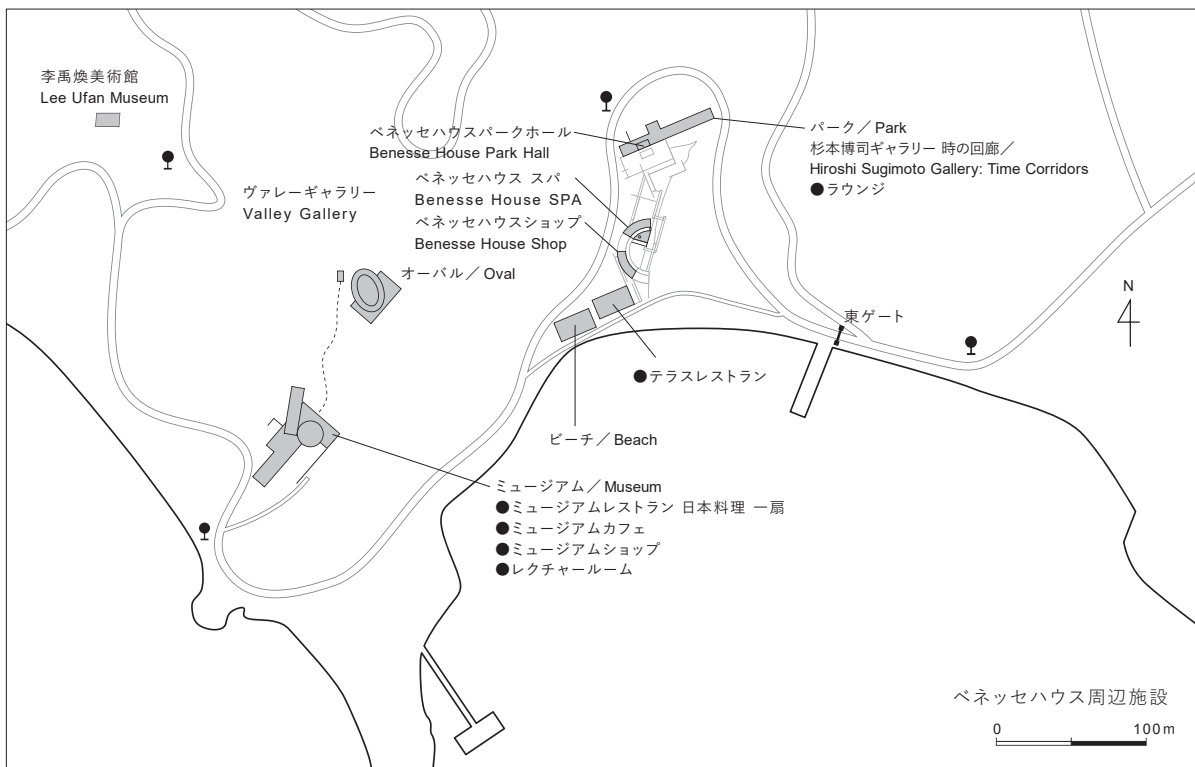 李禹煥美術館
Lee Ufan Museum
ヴァレーギャラリー
Valley Gallery
ベネッセハウスパークホール
Benesse House Park Hall
ベネッセハウス スパ
Benesse House SPA
ベネッセハウスショップ
Benesse House Shop
オーバル／Oval
パーク／Park
杉本博司ギャラリー 時の回廊／
Hiroshi Sugimoto Gallery: Time Corridors
●ラウンジ
N
東ゲート
●テラスレストラン
ビーチ／Beach
ミュージアム／Museum
●ミュージアムレストラン 日本料理 一扇
●ミュージアムカフェ
●ミュージアムショップ
●レクチャールーム
ベネッセハウス周辺施設
0 100m